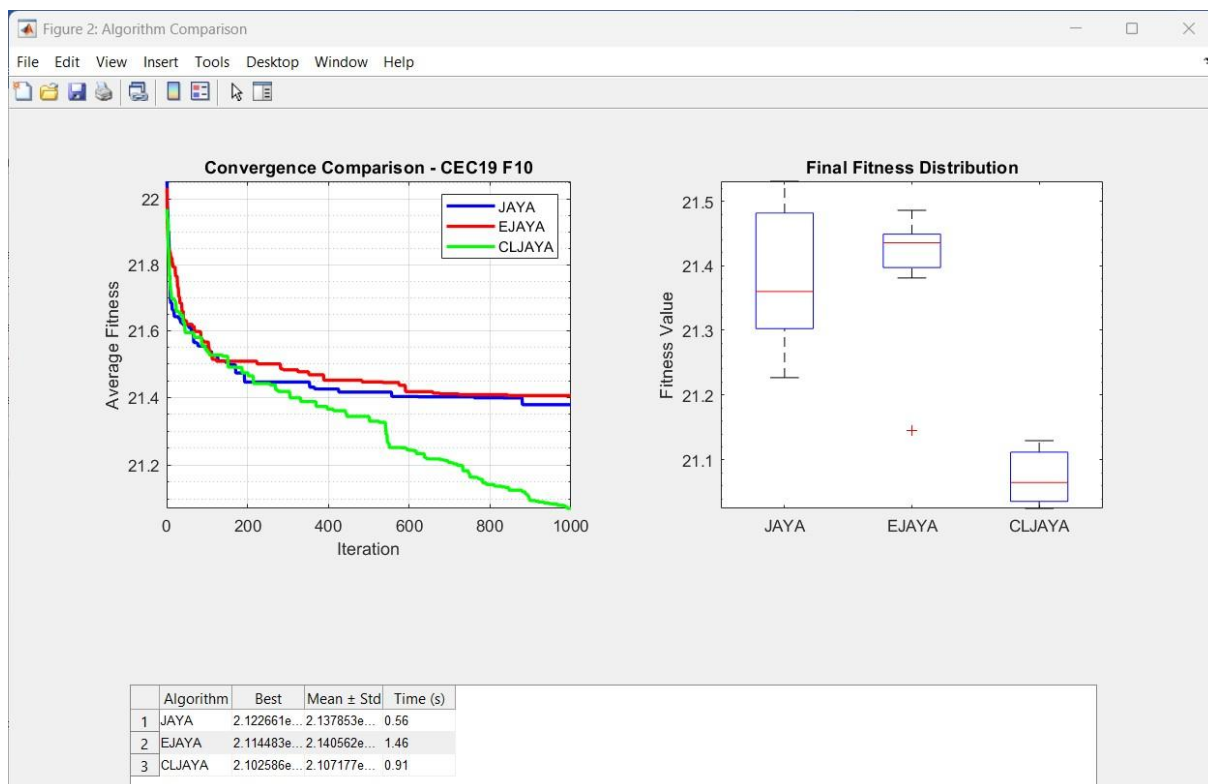 Figure 2: Algorithm Comparison
File Edit View Insert Tools Desktop Window Help
Convergence Comparison - CEC19 F10
22
21.8
21.6
21.4
21.2
Average Fitness
JAYA
EJAYA
CLJAYA
0 200 400 600 800 1000
Iteration
Final Fitness Distribution
21.5
21.4
21.3
21.2
21.1
Fitness Value
JAYA EJAYA CLJAYA
Algorithm Best Mean ± Std Time (s)
1 JAYA 2.122661e... 2.137853e... 0.56
2 EJAYA 2.114483e... 2.140562e... 1.46
3 CLJAYA 2.102586e... 2.107177e... 0.91